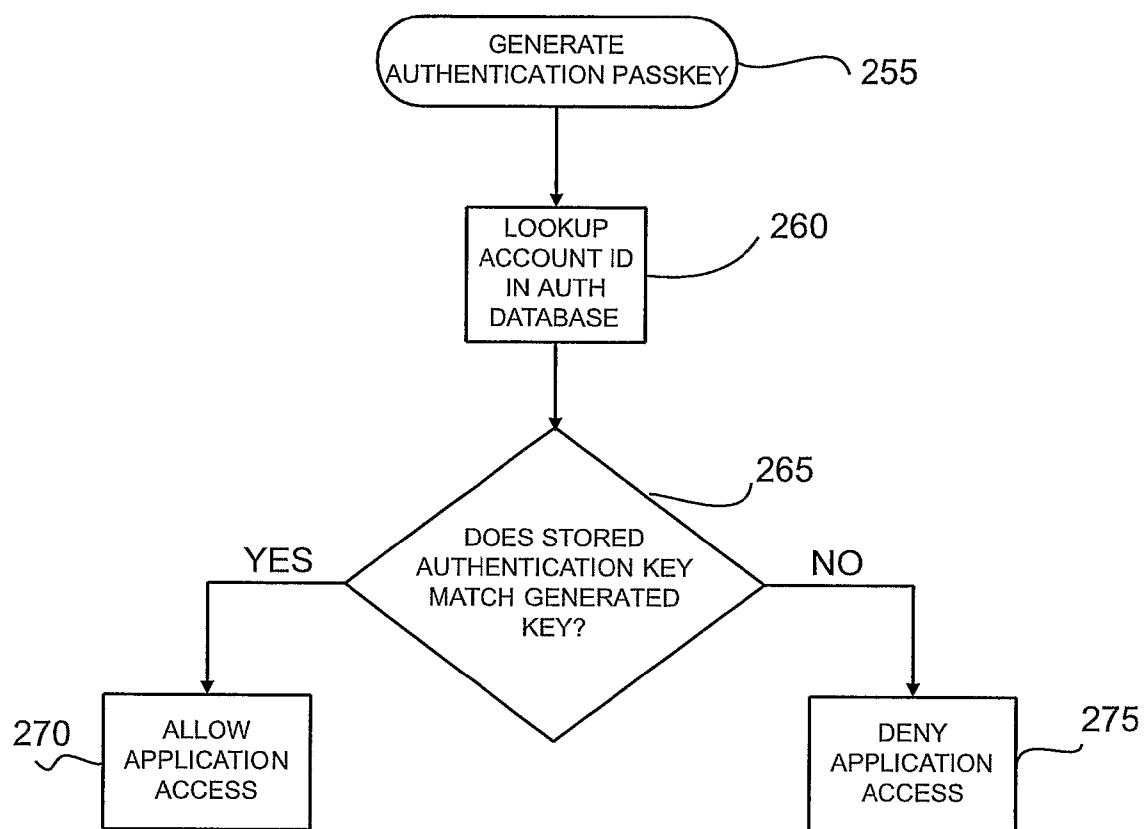 GENERATE
AUTHENTICATION PASSKEY
255
LOOKUP
ACCOUNT ID
IN AUTH
DATABASE
260
265
DOES STORED
AUTHENTICATION KEY
MATCH GENERATED
KEY?
YES
NO
270
ALLOW
APPLICATION
ACCESS
DENY
APPLICATION
ACCESS
275